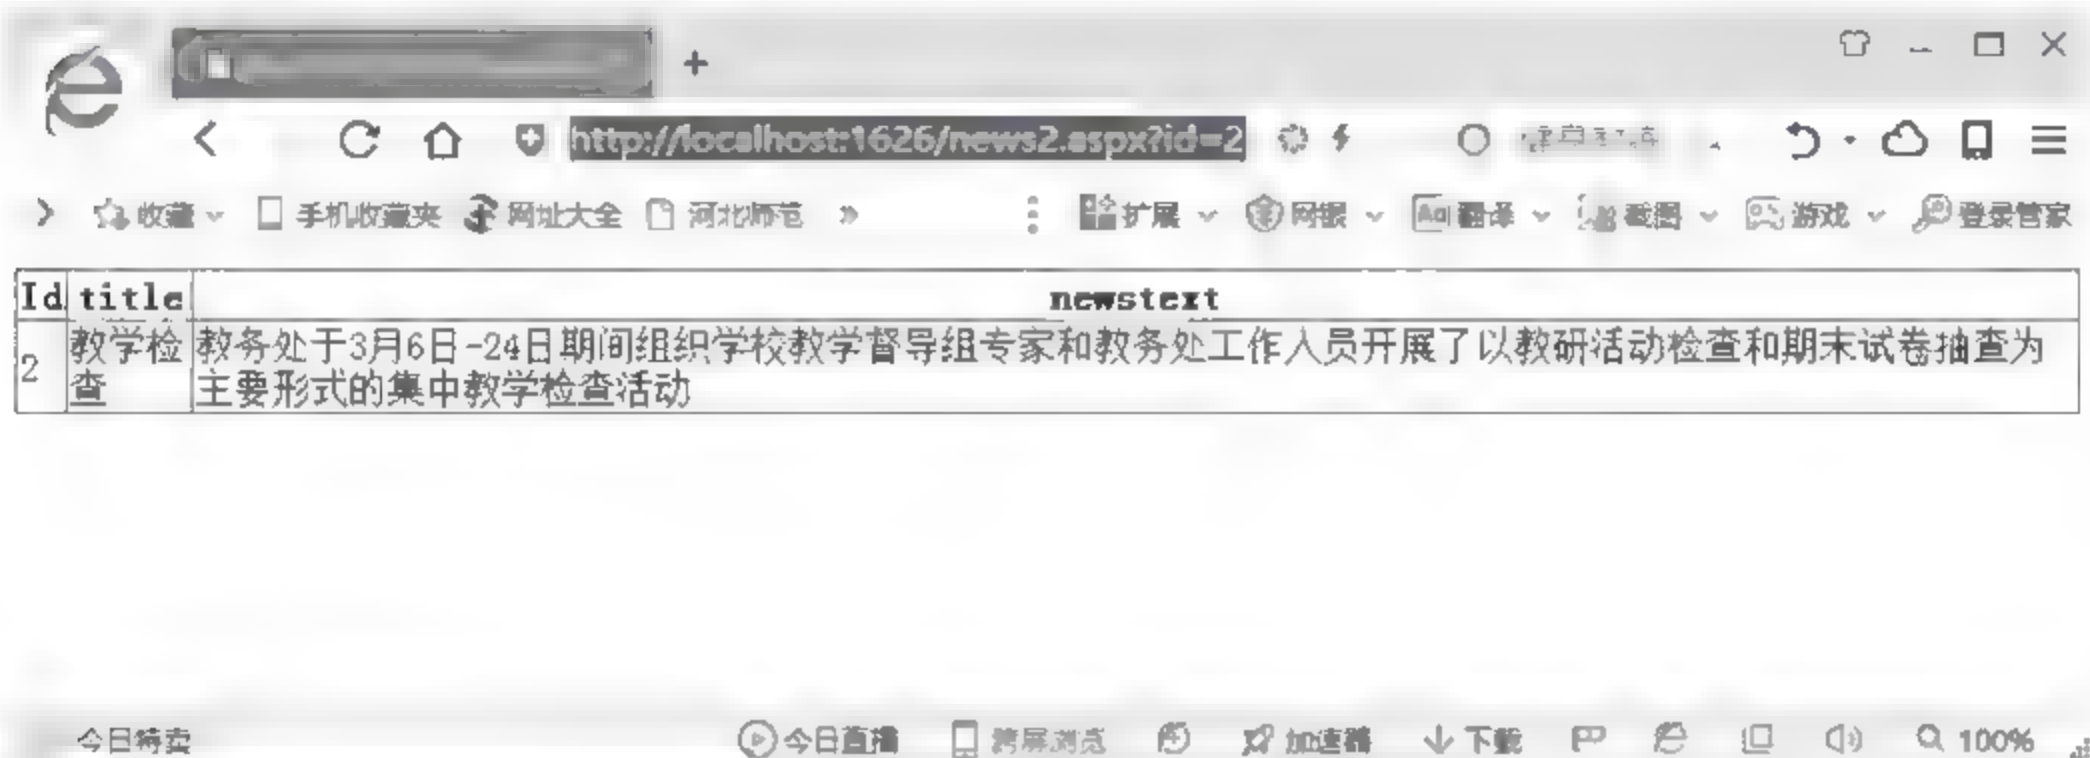 http://localhost:1626/news2.aspx?id=2
收藏 手机收藏夹 网址大全 河北师范 » 扩展 网银 翻译 截图 游戏 登录管家
Id title newstext
2 教学检查 教务处于3月6日-24日期间组织学校教学督导组专家和教务处工作人员开展了以教研活动检查和期末试卷抽查为
主要形式的集中教学检查活动
今日特卖 今日直播 跨屏浏览 加速器 下载 100%